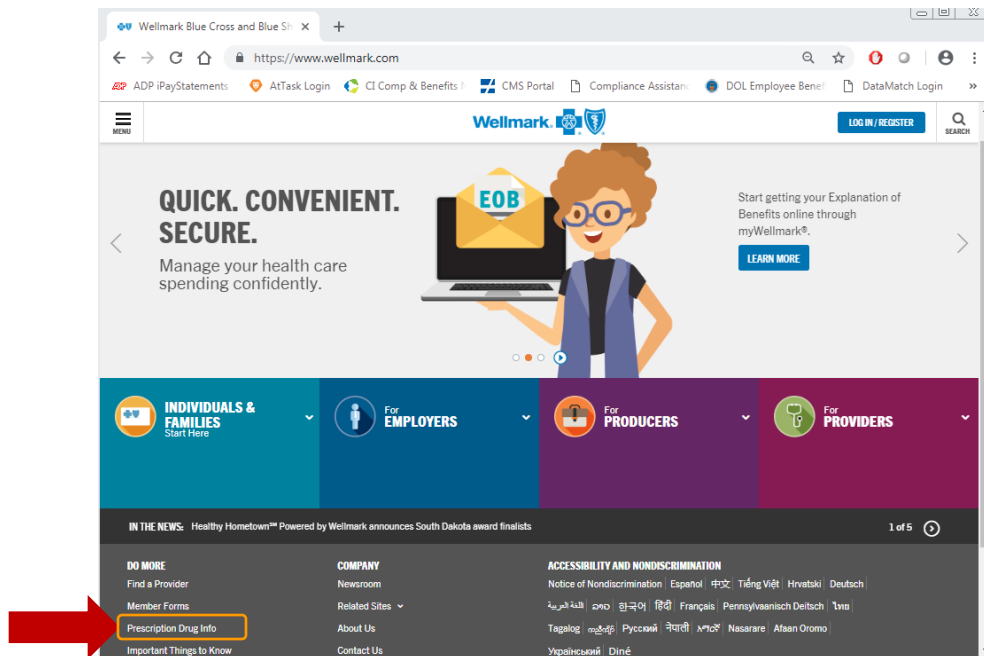 Wellmark Blue Cross and Blue Sh
https://www.wellmark.com
ADP iPayStatements
AtTask Login
CI Comp & Benefits
CMS Portal
Compliance Assistanc
DOL Employee Benef
DataMatch Login
MENU
Wellmark.
LOG IN / REGISTER
SEARCH
QUICK. CONVENIENT.
SECURE.
Manage your health care
spending confidently.
EOB
Start getting your Explanation of
Benefits online through
myWellmark®.
LEARN MORE
INDIVIDUALS &
FAMILIES
Start Here
For
EMPLOYERS
For
PRODUCERS
For
PROVIDERS
IN THE NEWS: Healthy Hometown℠ Powered by Wellmark announces South Dakota award finalists
1 of 5
DO MORE
Find a Provider
Member Forms
Prescription Drug Info
Important Things to Know
COMPANY
Newsroom
Related Sites
About Us
Contact Us
ACCESSIBILITY AND NONDISCRIMINATION
Notice of Nondiscrimination Español 中文 Tiếng Việt Hrvatski Deutsch
اللغة العربية ລາວ 한국어 हिंदी Français Pennsylvaanisch Deitsch ไทย
Tagalog Русский नेपाली አማርኛ Nasarare Afaan Oromo
Український Diné